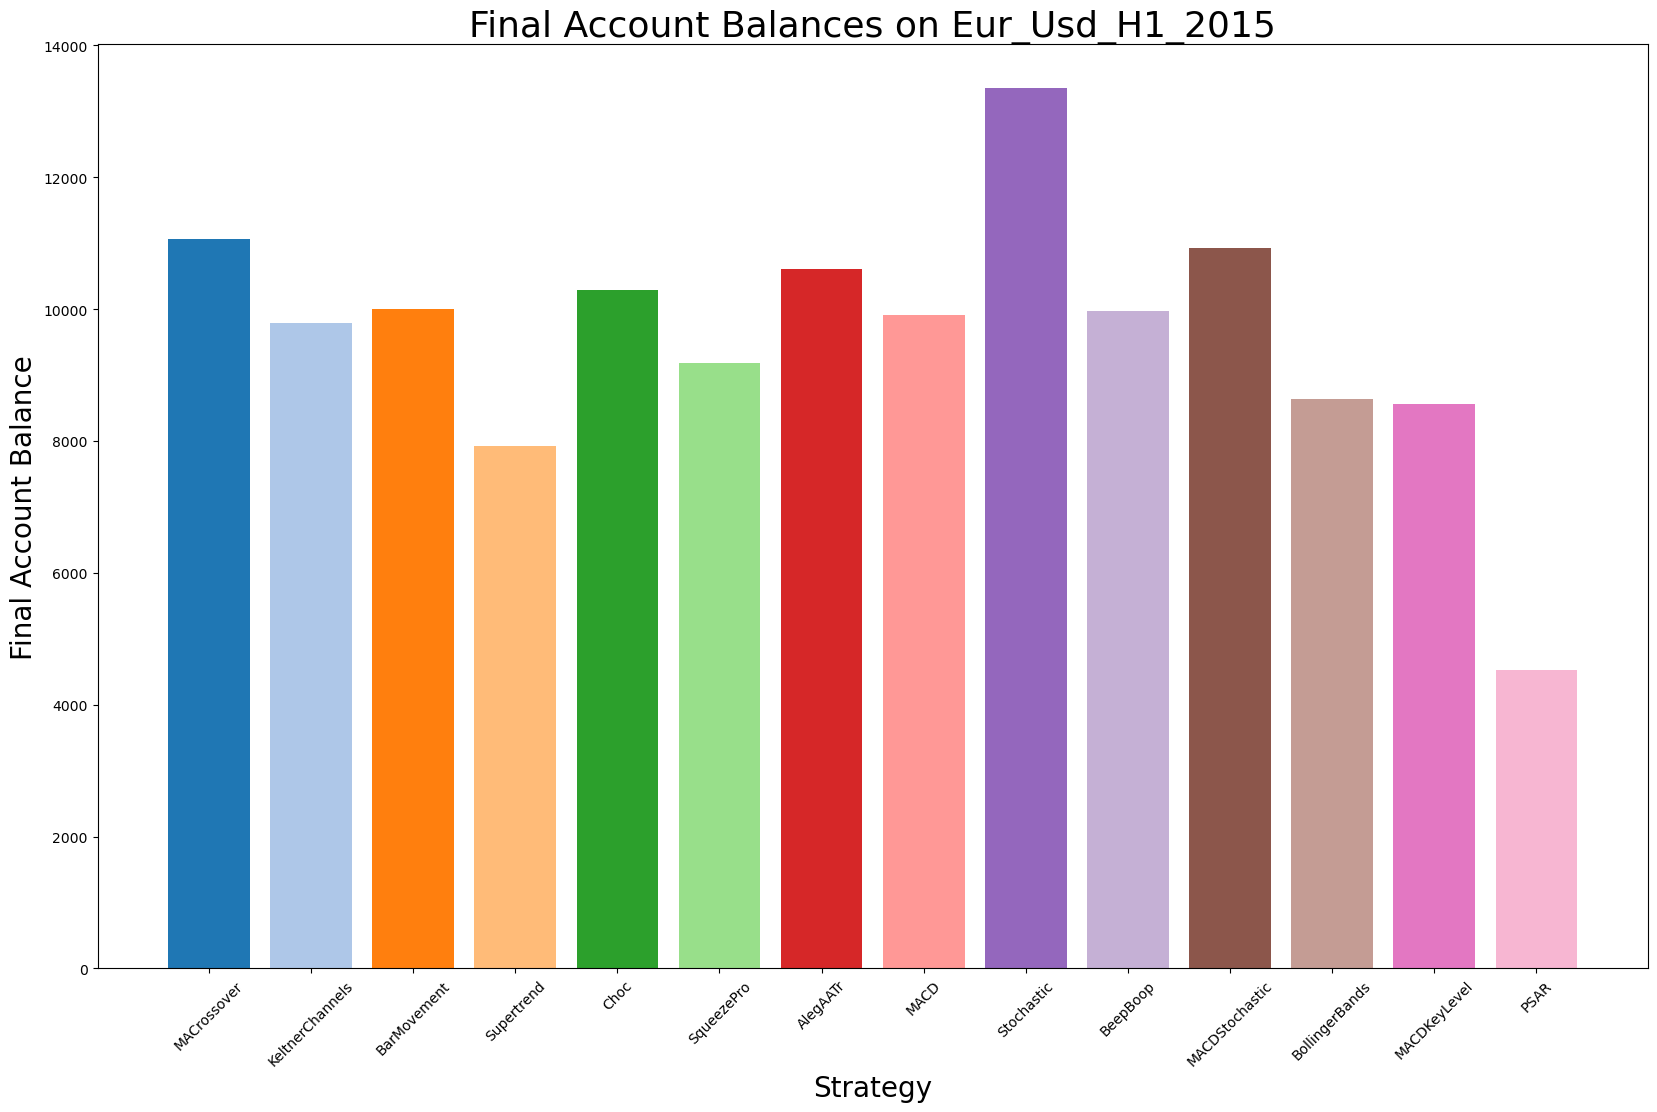 Final Account Balances on Eur_Usd_H1_2015
Final Account Balance
14000
12000
10000
8000
6000
4000
2000
0
MACrossover
KeltnerChannels
BarMovement
Supertrend
Choc
SqueezePro
AlegAATr
MACD
Stochastic
BeepBoop
MACDStochastic
BollingerBands
MACDKeyLevel
PSAR
Strategy